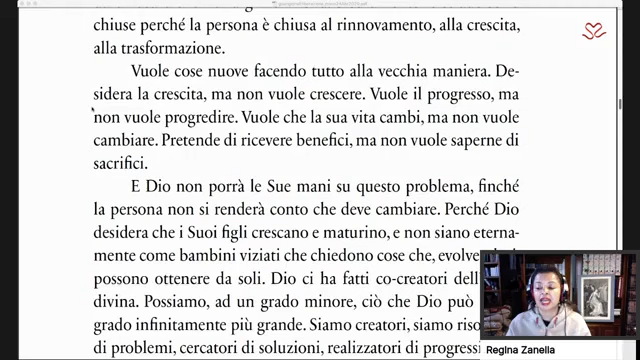 chiuse perché la persona è chiusa al rinnovamento, alla crescita,
alla trasformazione.
Vuole cose nuove facendo tutto alla vecchia maniera. De-
sidera la crescita, ma non vuole crescere. Vuole il progresso, ma
non vuole progredire. Vuole che la sua vita cambi, ma non vuole
cambiare. Pretende di ricevere benefici, ma non vuole saperne di
sacrifici.
E Dio non porrà le Sue mani su questo problema, finché
la persona non si renderà conto che deve cambiare. Perché Dio
desidera che i Suoi figli crescano e maturino, e non siano eterna-
mente come bambini viziati che chiedono cose che, evolvendosi
possono ottenere da soli. Dio ci ha fatti co-creatori
divina. Possiamo, ad un grado minore, ciò che Dio può
grado infinitamente più grande. Siamo creatori, siamo
di problemi, cercatori di soluzioni, realizzatori di
Regina Zanella